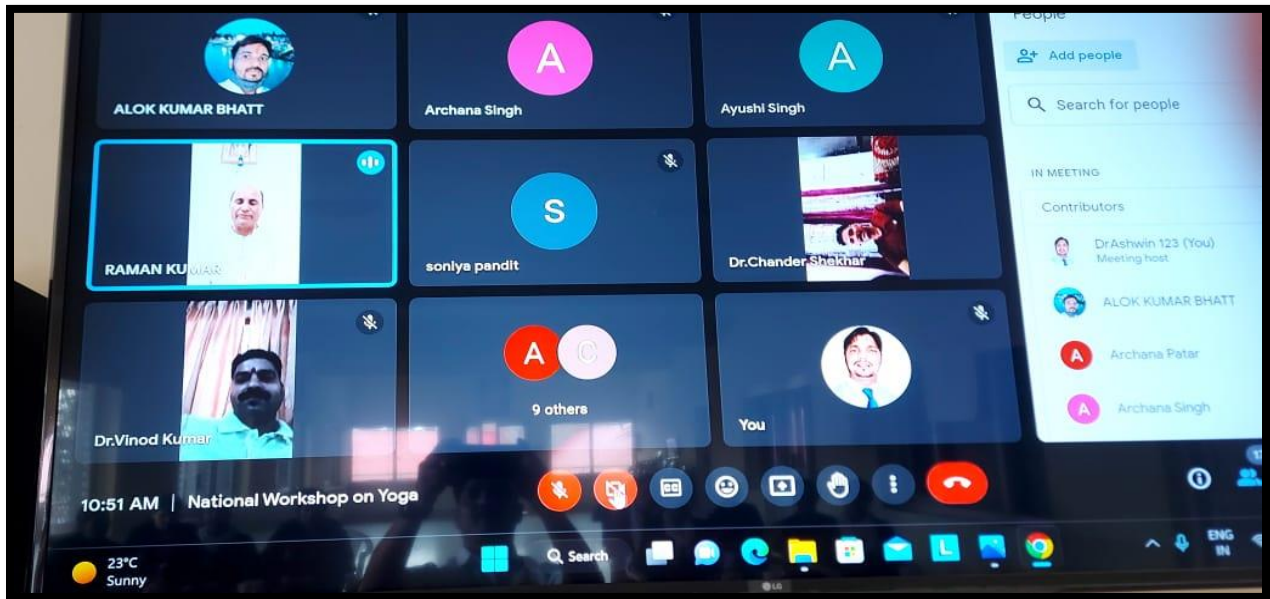 People
Add people
Search for people
IN MEETING
Contributors
DrAshwin 123 (You)
Meeting host
ALOK KUMAR BHATT
Archana Patar
A
Archana Singh
A
ALOK KUMAR BHATT
A
Archana Singh
A
Ayushi Singh
RAMAN KUMAR
S
soniya pandit
Dr.Chander Shekhar
Dr.Vinod Kumar
A C
9 others
You
10:51 AM | National Workshop on Yoga
CC
23°C
Sunny
Search
L
ENG
IN
LG